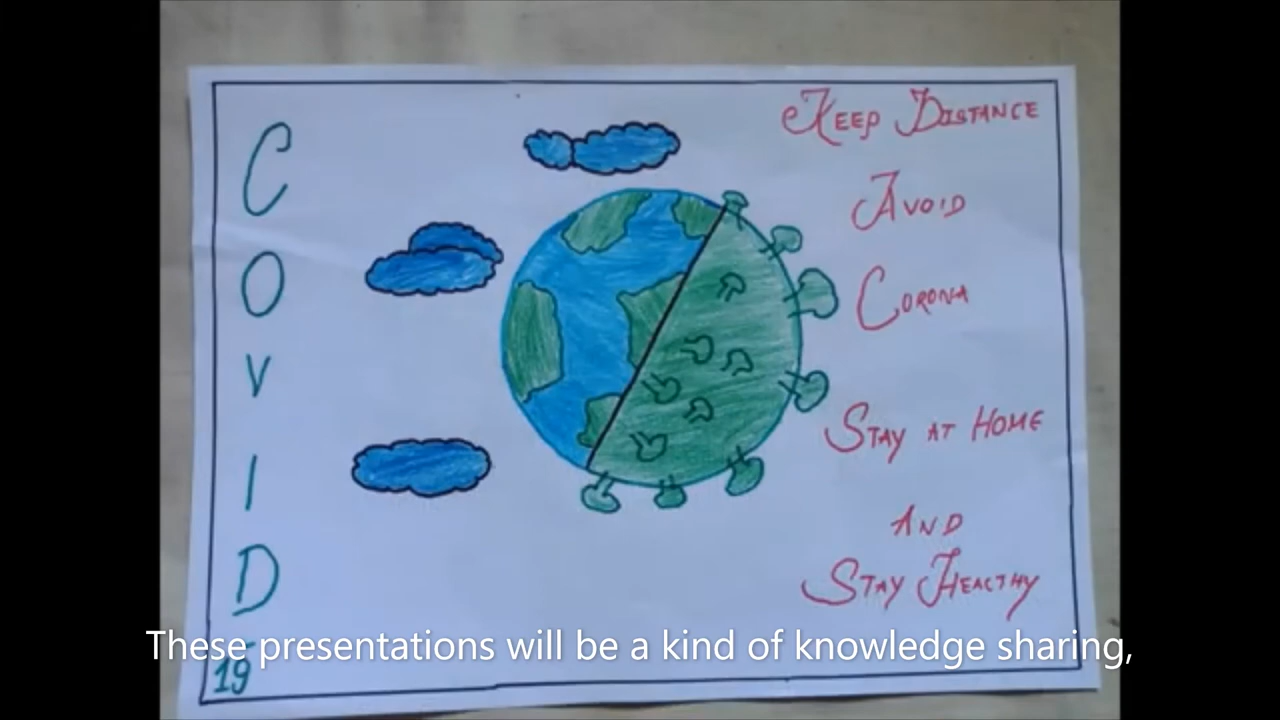 C
O
V
I
D
19
Keep Distance
Avoid
Corona
Stay at Home
And
Stay Healthy
These presentations will be a kind of knowledge sharing,